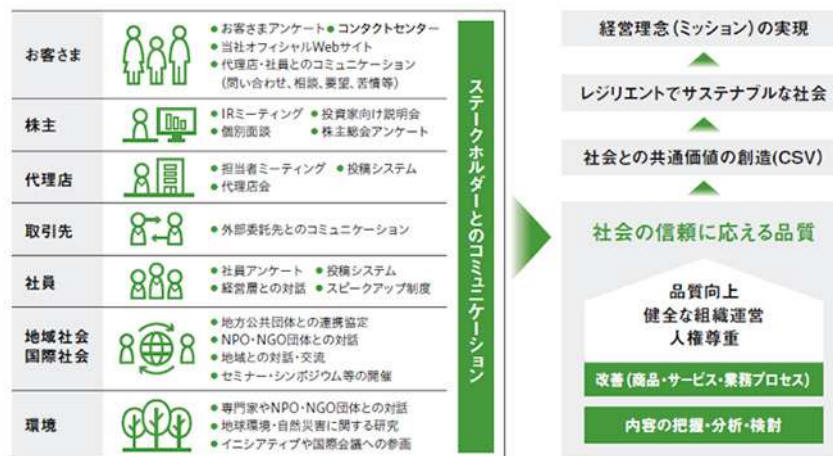 お客さま
● お客さまアンケート ● コンタクトセンター
● 当社オフィシャルWebサイト
● 代理店・社員とのコミュニケーション
(問い合わせ、相談、要望、苦情等)
株主
● IRミーティング ● 投資家向け説明会
● 個別面談 ● 株主総会アンケート
代理店
● 担当者ミーティング ● 投稿システム
● 代理店会
取引先
● 外部委託先とのコミュニケーション
社員
● 社員アンケート ● 投稿システム
● 経営層との対話 ● スピークアップ制度
地域社会
国際社会
● 地方公共団体との連携協定
● NPO・NGO団体との対話
● 地域との対話・交流
● セミナー・シンポジウム等の開催
環境
● 専門家やNPO・NGO団体との対話
● 地球環境・自然災害に関する研究
● イニシアティブや国際会議への参画
ステークホルダーとのコミュニケーション
経営理念(ミッション)の実現
レジリエントでサステナブルな社会
社会との共通価値の創造(CSV)
社会の信頼に応える品質
品質向上
健全な組織運営
人権尊重
改善(商品・サービス・業務プロセス)
内容の把握・分析・検討